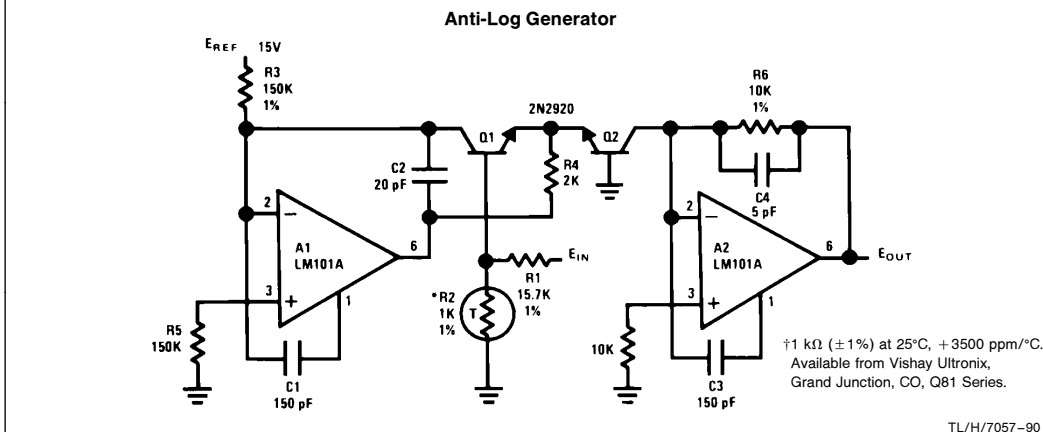 Anti-Log Generator
EREF 15V
R3
150K
1%
2N2920
Q1
Q2
R6
10K
1%
C2
20 pF
R4
2K
C4
5 pF
2
−
A1
LM101A
6
3
+
1
R5
150K
C1
150 pF
EIN
R1
15.7K
1%
*R2
1K
1%
T
2
−
A2
LM101A
6
EOUT
3
+
1
10K
C3
150 pF
†1 kΩ (±1%) at 25°C, +3500 ppm/°C.
Available from Vishay Ultronix,
Grand Junction, CO, Q81 Series.
TL/H/7057–90